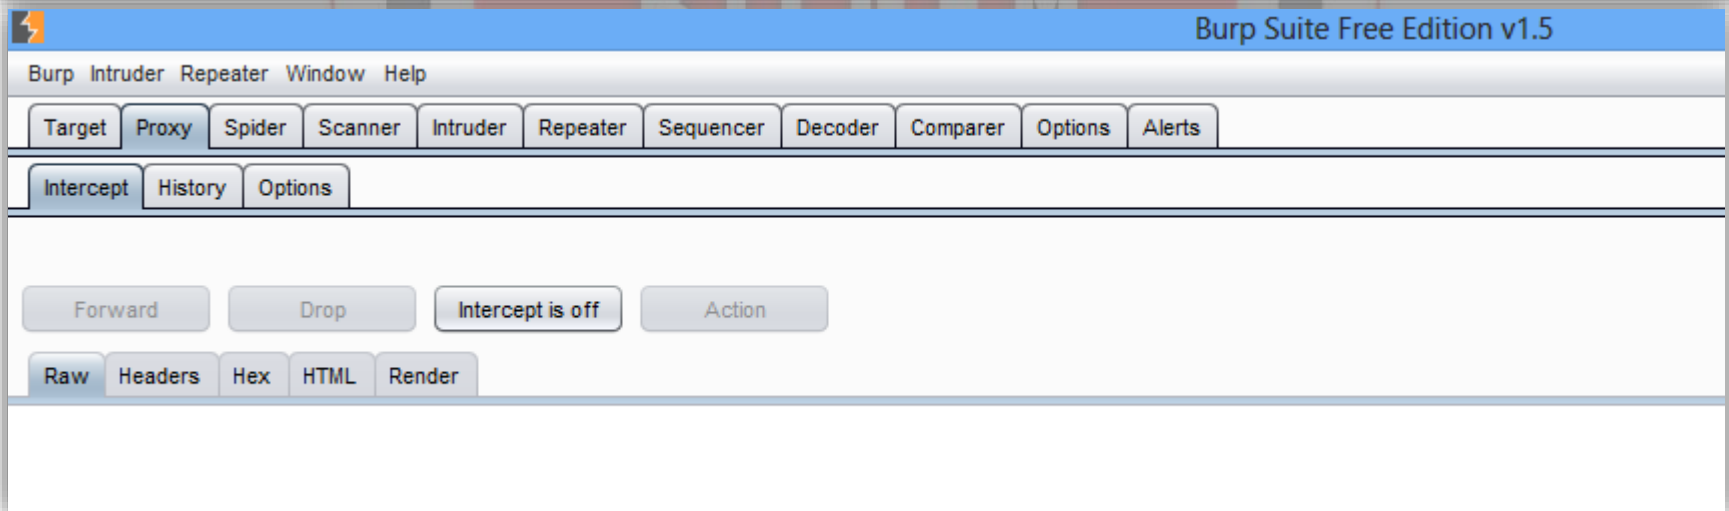 Burp Suite Free Edition v1.5
Burp Intruder Repeater Window Help
Target Proxy Spider Scanner Intruder Repeater Sequencer Decoder Comparer Options Alerts
Intercept History Options
Forward Drop Intercept is off Action
Raw Headers Hex HTML Render